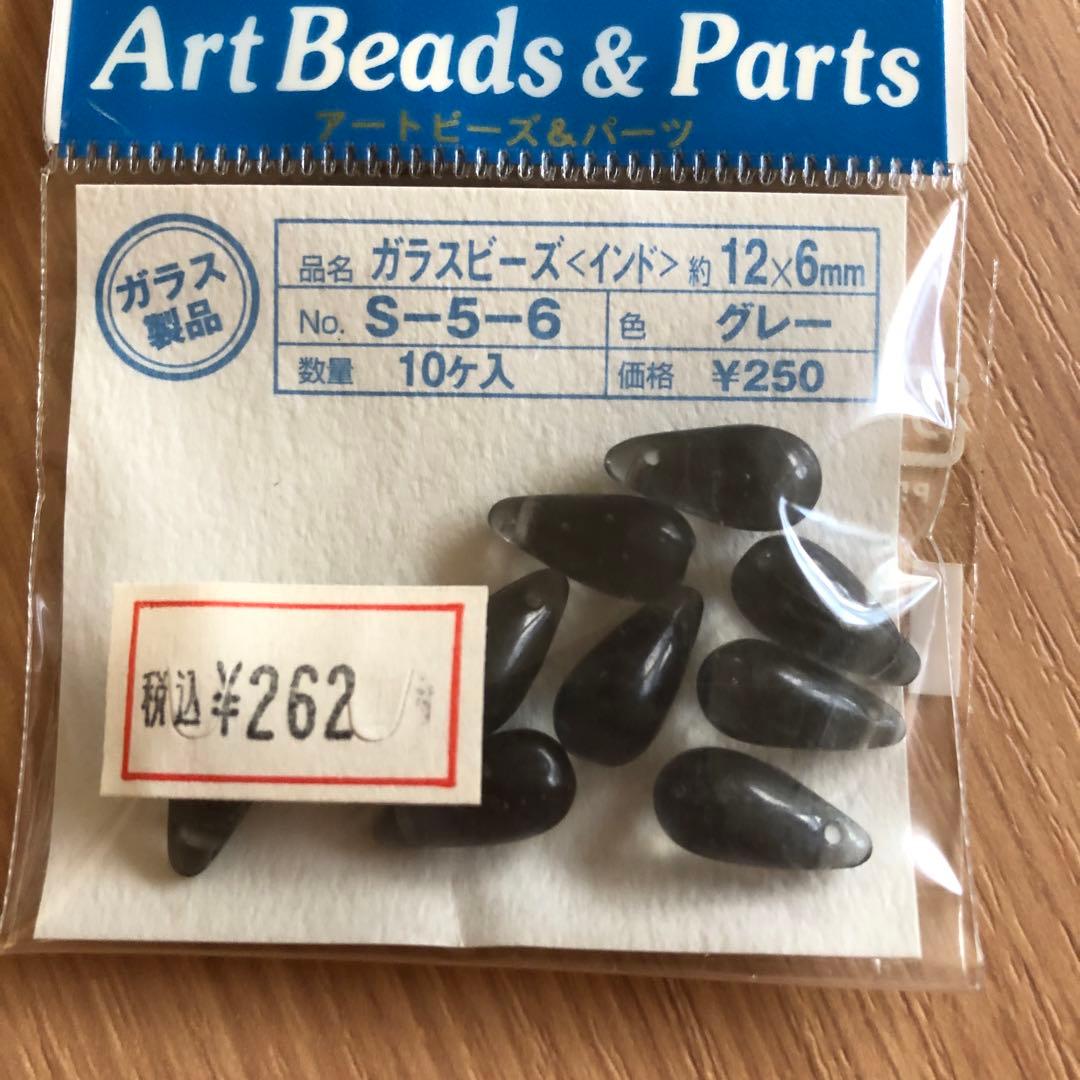 Art Beads & Parts
アートビーズ&パーツ
ガラス
製品
品名 ガラスビーズ<インド> 約 12×6mm
No. S-5-6 色 グレー
数量 10ケ入 価格 ¥250
税込 ¥262